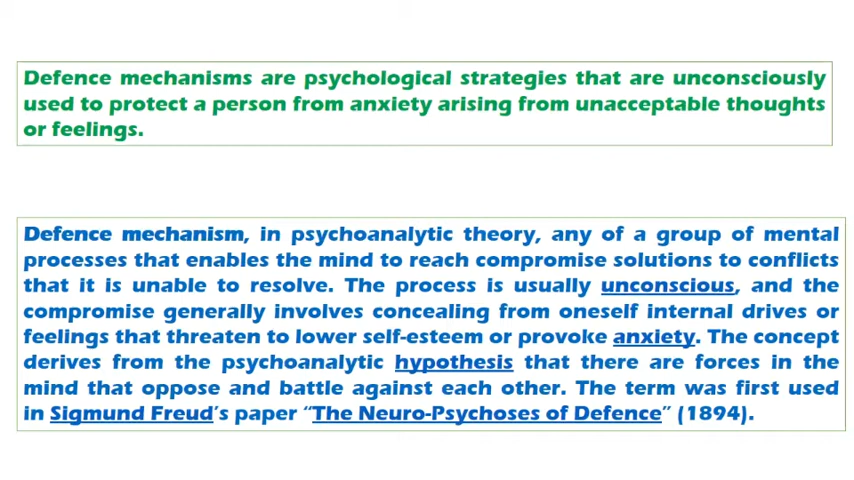 Defence mechanisms are psychological strategies that are unconsciously
used to protect a person from anxiety arising from unacceptable thoughts
or feelings.
Defence mechanism, in psychoanalytic theory, any of a group of mental
processes that enables the mind to reach compromise solutions to conflicts
that it is unable to resolve. The process is usually unconscious, and the
compromise generally involves concealing from oneself internal drives or
feelings that threaten to lower self-esteem or provoke anxiety. The concept
derives from the psychoanalytic hypothesis that there are forces in the
mind that oppose and battle against each other. The term was first used
in Sigmund Freud’s paper “The Neuro-Psychoses of Defence” (1894).